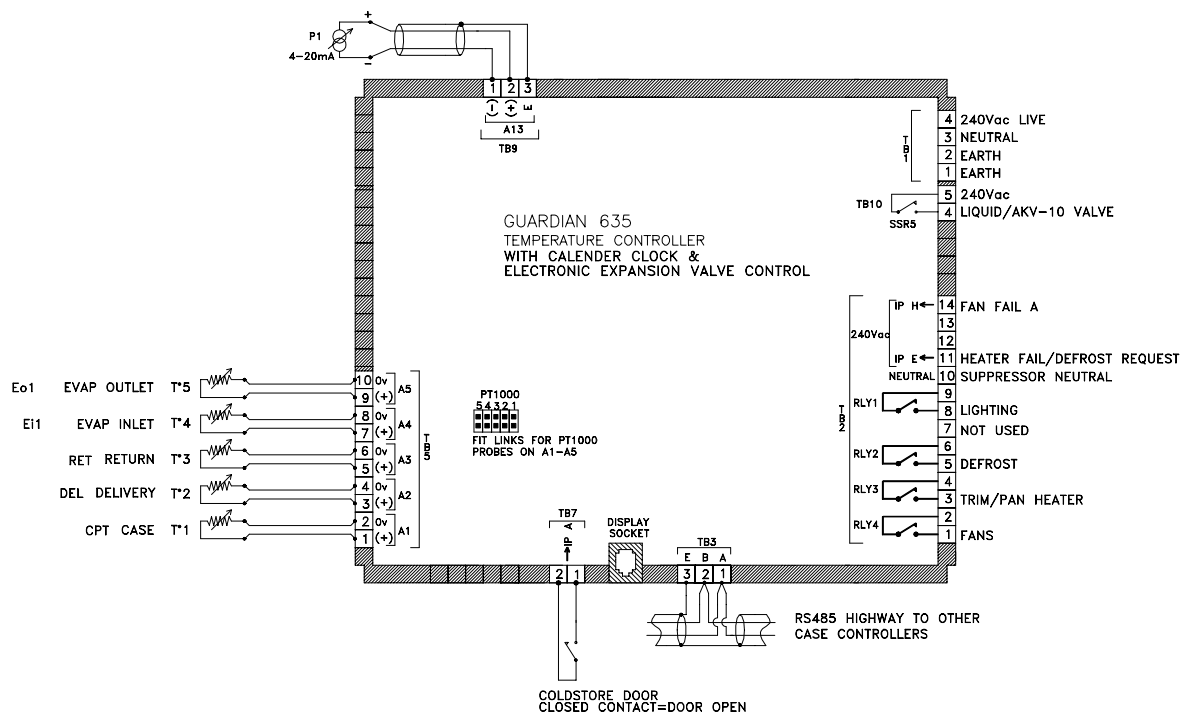 P1
+
4-20mA
-
1 2 3
(-) (+) E
A13
TB9
TB1
4 240Vac LIVE
3 NEUTRAL
2 EARTH
1 EARTH
5 240Vac
TB10
4 LIQUID/AKV-10 VALVE
SSR5
GUARDIAN 635
TEMPERATURE CONTROLLER
WITH CALENDER CLOCK &
ELECTRONIC EXPANSION VALVE CONTROL
TB2
240Vac
IP H 14 FAN FAIL A
13
12
IP E 11 HEATER FAIL/DEFROST REQUEST
NEUTRAL 10 SUPPRESSOR NEUTRAL
9
RLY1 8 LIGHTING
7 NOT USED
6
RLY2 5 DEFROST
4
RLY3 3 TRIM/PAN HEATER
2
RLY4 1 FANS
Eo1 EVAP OUTLET T°5 10 0v A5
9 (+)
Ei1 EVAP INLET T°4 8 0v A4
7 (+)
RET RETURN T°3 6 0v A3
5 (+)
DEL DELIVERY T°2 4 0v A2
3 (+)
CPT CASE T°1 2 0v A1
1 (+)
TB5
PT1000
5 4 3 2 1
FIT LINKS FOR PT1000
PROBES ON A1-A5
TB7
IP A
2 1
DISPLAY
SOCKET
TB3
E B A
3 2 1
RS485 HIGHWAY TO OTHER
CASE CONTROLLERS
COLDSTORE DOOR
CLOSED CONTACT=DOOR OPEN